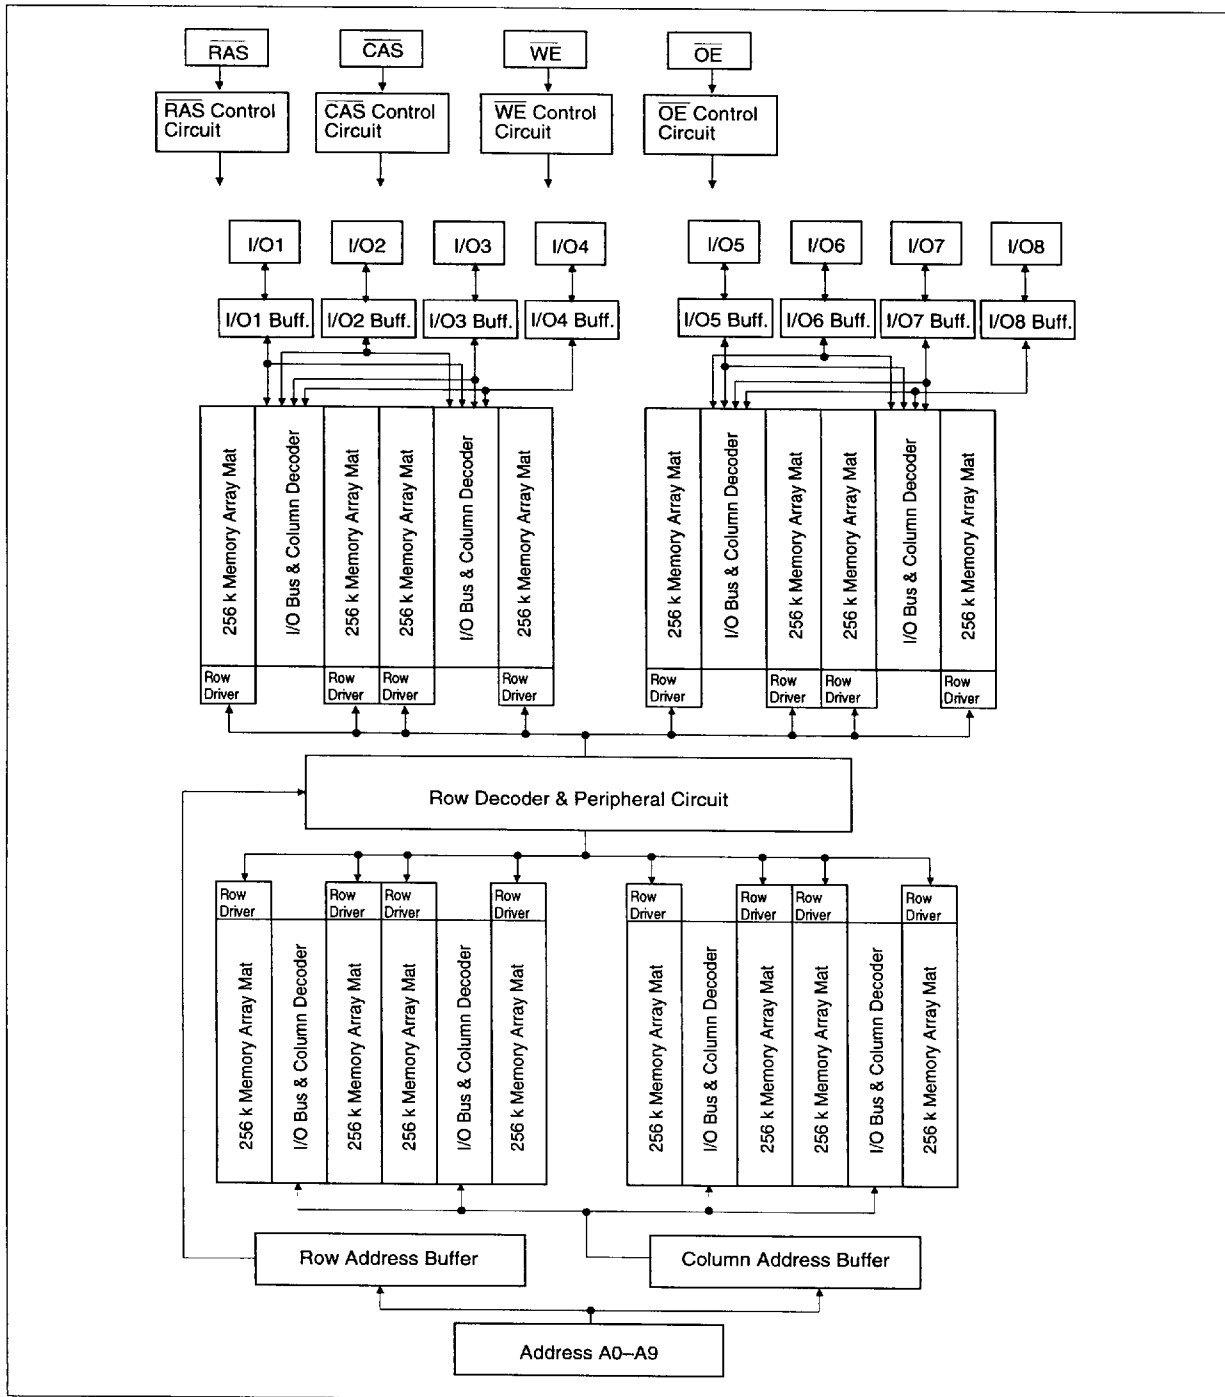 R̅A̅S̅
C̅A̅S̅
W̅E̅
O̅E̅
R̅A̅S̅ Control
Circuit
C̅A̅S̅ Control
Circuit
W̅E̅ Control
Circuit
O̅E̅ Control
Circuit
I/O1
I/O2
I/O3
I/O4
I/O5
I/O6
I/O7
I/O8
I/O1 Buff.
I/O2 Buff.
I/O3 Buff.
I/O4 Buff.
I/O5 Buff.
I/O6 Buff.
I/O7 Buff.
I/O8 Buff.
256 k Memory Array Mat
I/O Bus & Column Decoder
256 k Memory Array Mat
256 k Memory Array Mat
I/O Bus & Column Decoder
256 k Memory Array Mat
256 k Memory Array Mat
I/O Bus & Column Decoder
256 k Memory Array Mat
256 k Memory Array Mat
I/O Bus & Column Decoder
256 k Memory Array Mat
Row
Driver
Row
Driver
Row
Driver
Row
Driver
Row
Driver
Row
Driver
Row
Driver
Row
Driver
Row Decoder & Peripheral Circuit
Row
Driver
Row
Driver
Row
Driver
Row
Driver
Row
Driver
Row
Driver
Row
Driver
Row
Driver
256 k Memory Array Mat
I/O Bus & Column Decoder
256 k Memory Array Mat
256 k Memory Array Mat
I/O Bus & Column Decoder
256 k Memory Array Mat
256 k Memory Array Mat
I/O Bus & Column Decoder
256 k Memory Array Mat
256 k Memory Array Mat
I/O Bus & Column Decoder
256 k Memory Array Mat
Row Address Buffer
Column Address Buffer
Address A0–A9